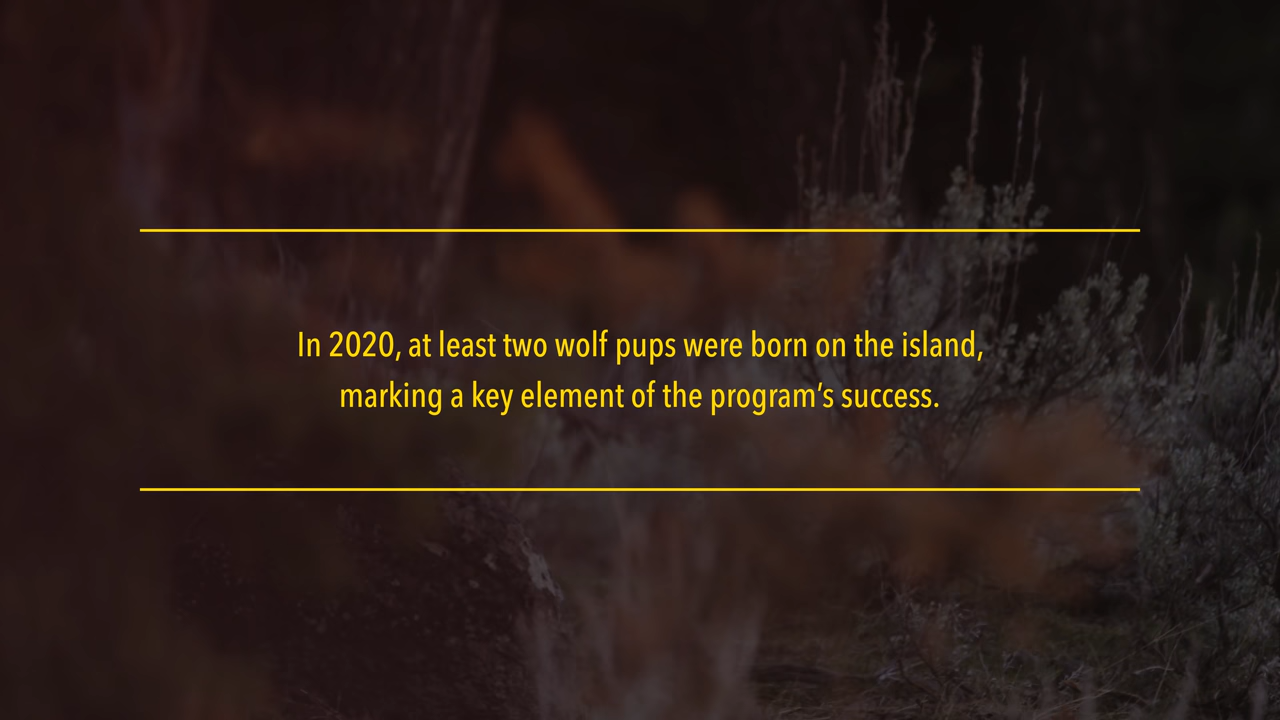 In 2020, at least two wolf pups were born on the island,
marking a key element of the program’s success.